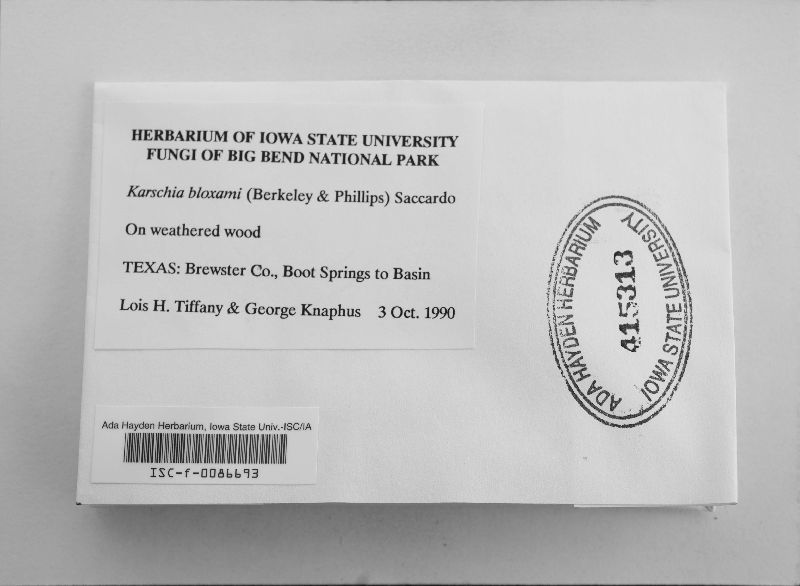 HERBARIUM OF IOWA STATE UNIVERSITY
FUNGI OF BIG BEND NATIONAL PARK
Karschia bloxami (Berkeley & Phillips) Saccardo
On weathered wood
TEXAS: Brewster Co., Boot Springs to Basin
Lois H. Tiffany & George Knaphus 3 Oct. 1990
ADA HAYDEN HERBARIUM
415313
IOWA STATE UNIVERSITY
Ada Hayden Herbarium, Iowa State Univ.-ISC/IA
ISC-f-0086693